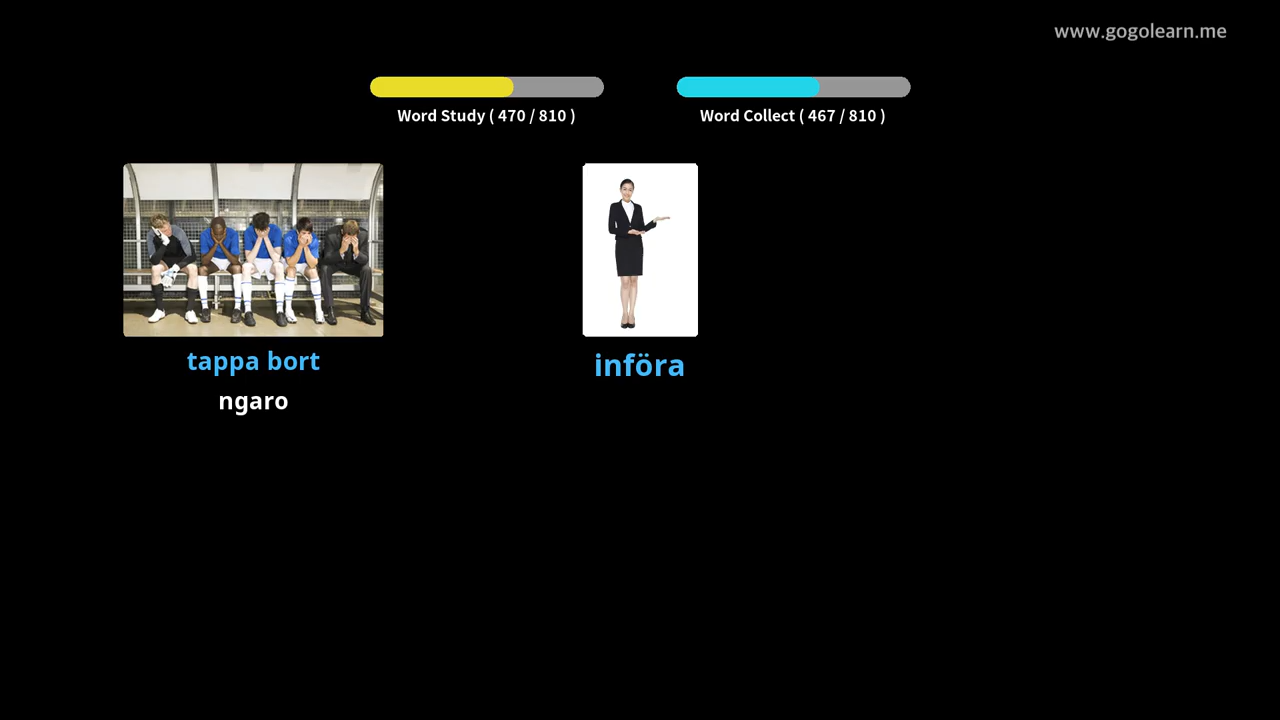 www.gogolearn.me
Word Study ( 470 / 810 )
Word Collect ( 467 / 810 )
tappa bort
ngaro
införa